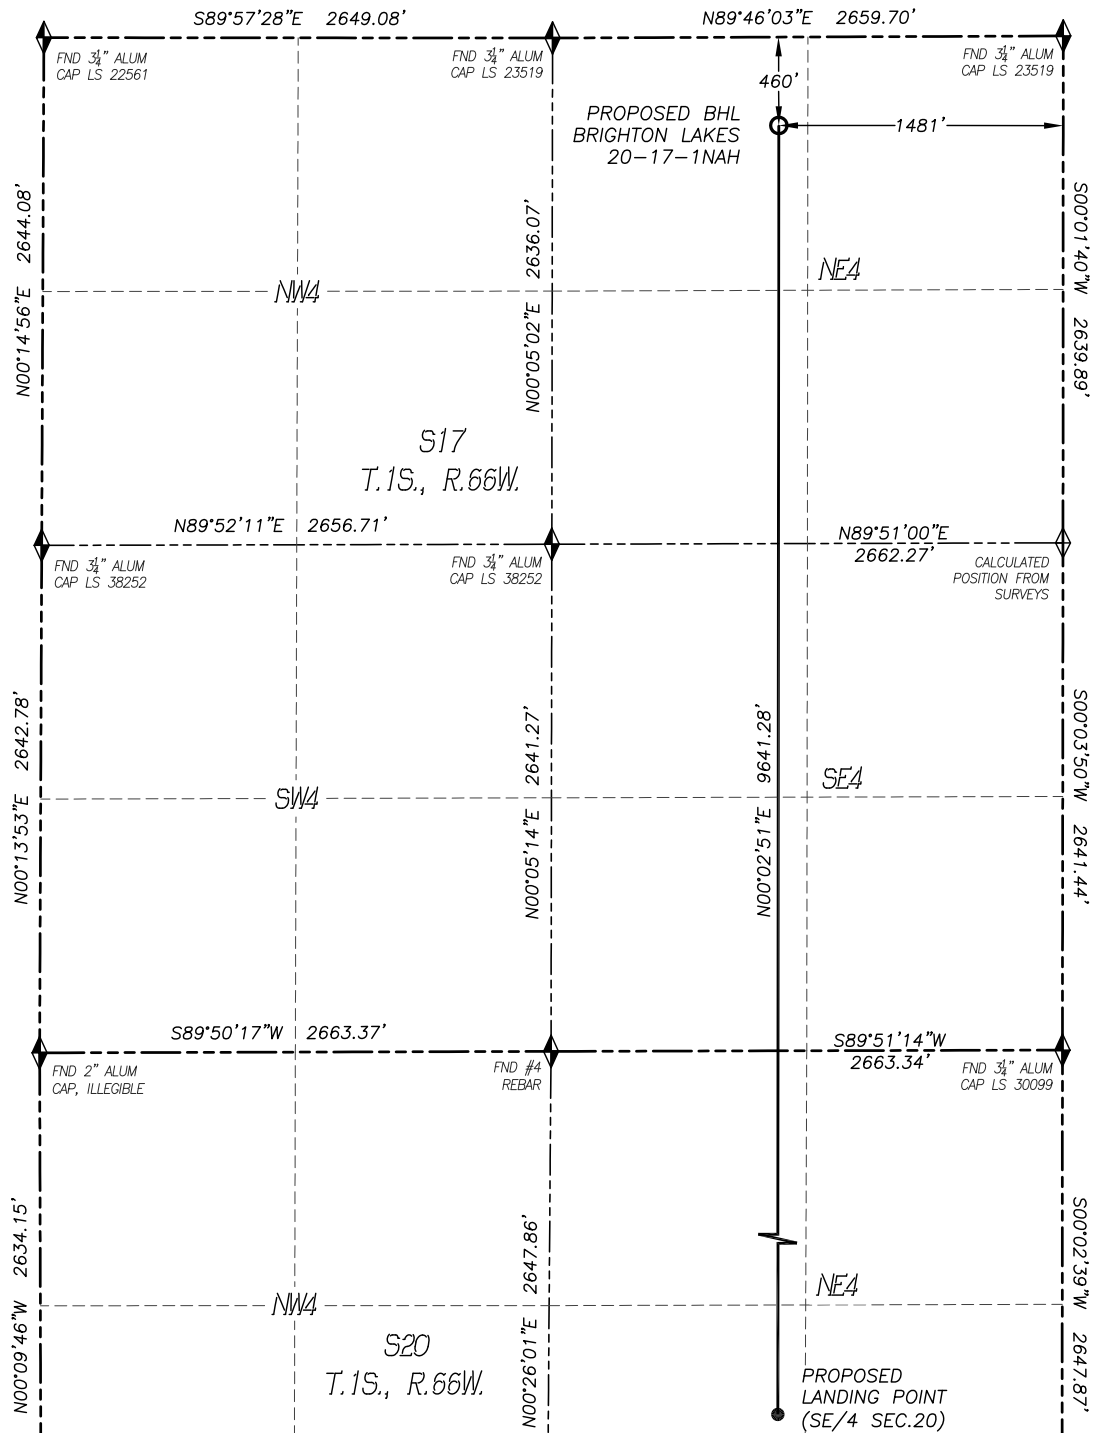 S89°57'28"E 2649.08'
N89°46'03"E 2659.70'
FND 3¼" ALUM
CAP LS 22561
FND 3¼" ALUM
CAP LS 23519
FND 3¼" ALUM
CAP LS 23519
460'
PROPOSED BHL
BRIGHTON LAKES
20-17-1NAH
1481'
N00°14'56"E 2644.08'
N00°05'02"E 2636.07'
S00°01'40"W 2639.89'
NW4
NE4
S17
T.1S., R.66W.
N89°52'11"E 2656.71'
N89°51'00"E
2662.27'
FND 3¼" ALUM
CAP LS 38252
FND 3¼" ALUM
CAP LS 38252
CALCULATED
POSITION FROM
SURVEYS
N00°13'53"E 2642.78'
N00°05'14"E 2641.27'
N00°02'51"E 9641.28'
S00°03'50"W 2641.44'
SW4
SE4
S89°50'17"W 2663.37'
S89°51'14"W
2663.34'
FND 2" ALUM
CAP, ILLEGIBLE
FND #4
REBAR
FND 3¼" ALUM
CAP LS 30099
N00°09'46"W 2634.15'
N00°26'01"E 2647.86'
S00°02'39"W 2647.87'
NW4
NE4
S20
T.1S., R.66W.
PROPOSED
LANDING POINT
(SE/4 SEC.20)